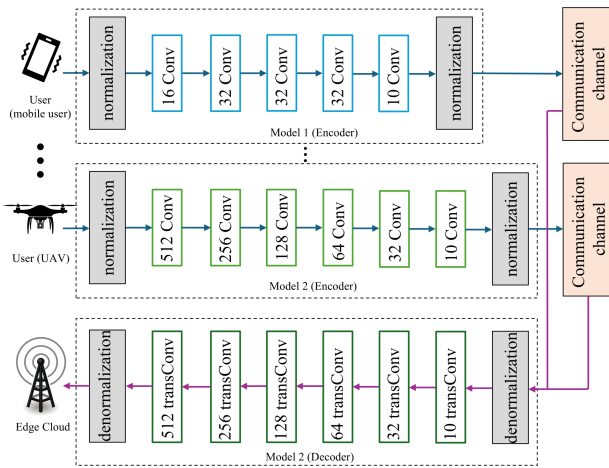 User
(mobile user)
normalization
16 Conv
32 Conv
32 Conv
32 Conv
10 Conv
normalization
Communication
channel
Model 1 (Encoder)
User (UAV)
normalization
512 Conv
256 Conv
128 Conv
64 Conv
32 Conv
10 Conv
normalization
Communication
channel
Model 2 (Encoder)
Edge Cloud
denormalization
512 transConv
256 transConv
128 transConv
64 transConv
32 transConv
10 transConv
denormalization
Model 2 (Decoder)